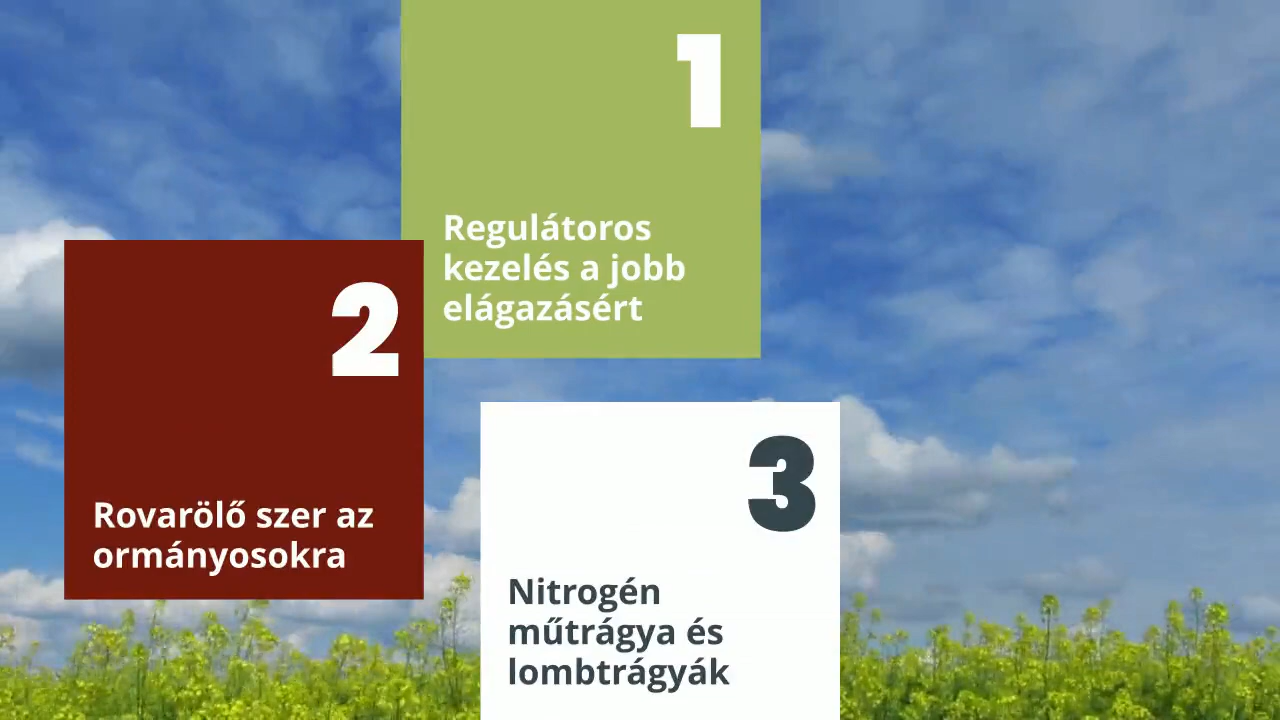 1
Regulátoros
kezelés a jobb
elágazásért
2
Rovarölő szer az
ormányosokra
3
Nitrogén
műtrágya és
lombtrágyák